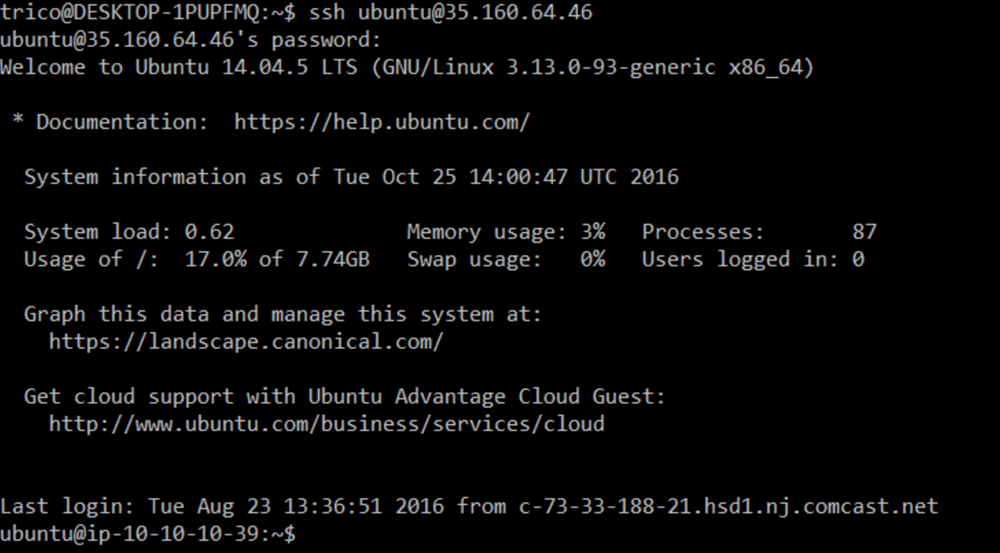 trico@DESKTOP-1PUPFMQ:~$ ssh ubuntu@35.160.64.46
ubuntu@35.160.64.46's password:
Welcome to Ubuntu 14.04.5 LTS (GNU/Linux 3.13.0-93-generic x86_64)
* Documentation:  https://help.ubuntu.com/
System information as of Tue Oct 25 14:00:47 UTC 2016
System load: 0.62              Memory usage: 3%   Processes:       87
Usage of /:  17.0% of 7.74GB   Swap usage:   0%   Users logged in: 0
Graph this data and manage this system at:
https://landscape.canonical.com/
Get cloud support with Ubuntu Advantage Cloud Guest:
http://www.ubuntu.com/business/services/cloud
Last login: Tue Aug 23 13:36:51 2016 from c-73-33-188-21.hsd1.nj.comcast.net
ubuntu@ip-10-10-10-39:~$